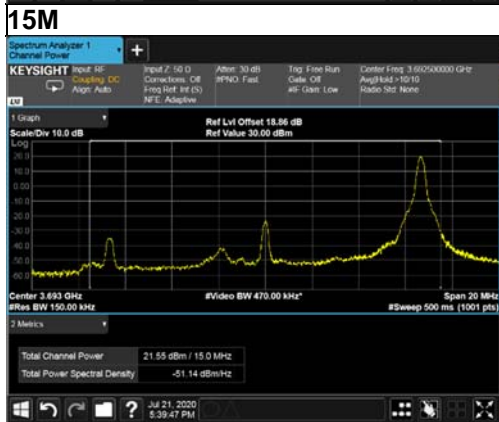 15M
Spectrum Analyzer 1
Channel Power
KEYSIGHT Input: RF Input Z: 50 Ω Atten: 30 dB Trig: Free Run Center Freq: 3.692500000 GHz
Coupling: DC Corrections: Off #PNO: Fast Gate: Off Avg|Hold:>10/10
Align: Auto Freq Ref: Int (S) #IF Gain: Low Radio Std: None
NFE: Adaptive
LXI
1 Graph Ref Lvl Offset 18.86 dB
Scale/Div 10.0 dB Ref Value 30.00 dBm
Log
20.0
10.0
0.00
-10.0
-20.0
-30.0
-40.0
-50.0
-60.0
Center 3.693 GHz #Video BW 470.00 kHz* Span 20 MHz
#Res BW 150.00 kHz #Sweep 500 ms (1001 pts)
2 Metrics
Total Channel Power 21.55 dBm / 15.0 MHz
Total Power Spectral Density -51.14 dBm/Hz
? Jul 21, 2020
5:39:47 PM